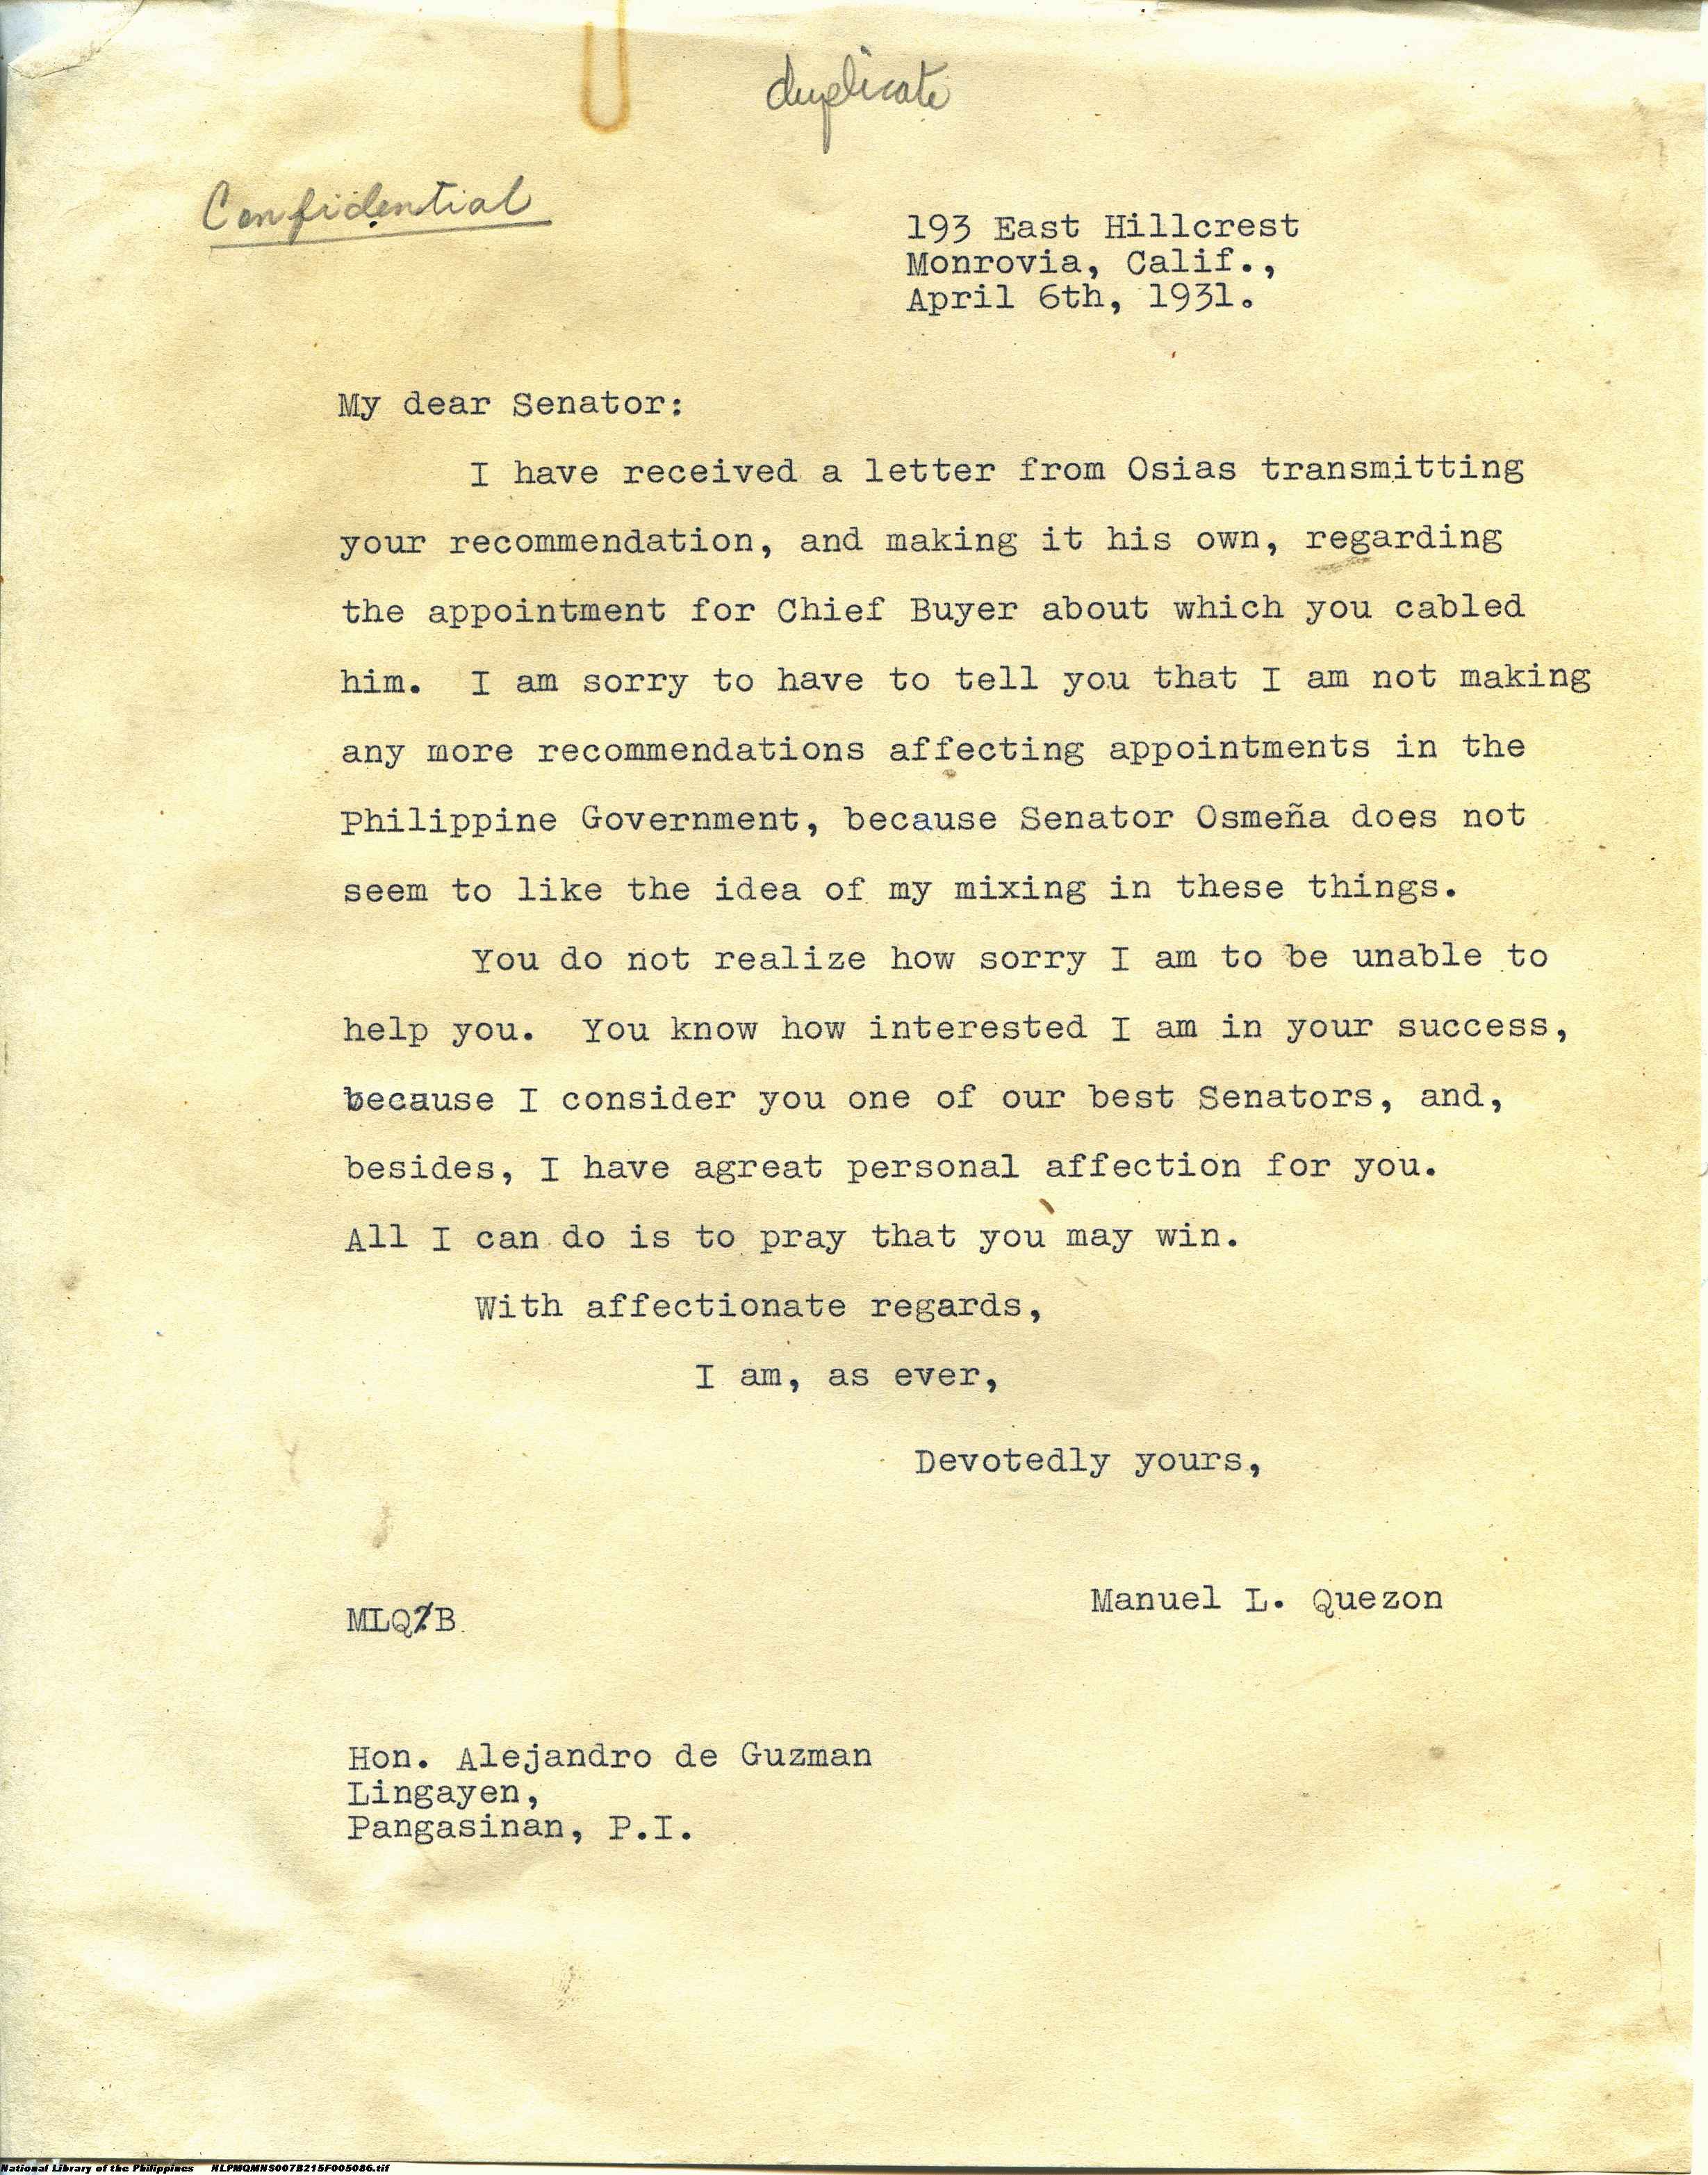 duplicate
Confidential
193 East Hillcrest
Monrovia, Calif.,
April 6th, 1931.
My dear Senator:
I have received a letter from Osias transmitting
your recommendation, and making it his own, regarding
the appointment for Chief Buyer about which you cabled
him. I am sorry to have to tell you that I am not making
any more recommendations affecting appointments in the
Philippine Government, because Senator Osmeña does not
seem to like the idea of my mixing in these things.
You do not realize how sorry I am to be unable to
help you. You know how interested I am in your success,
because I consider you one of our best Senators, and,
besides, I have agreat personal affection for you.
All I can do is to pray that you may win.
With affectionate regards,
I am, as ever,
Devotedly yours,
Manuel L. Quezon
MLQ/B
Hon. Alejandro de Guzman
Lingayen,
Pangasinan, P.I.
National Library of the Philippines NLPMQMNS007B215F005086.tif